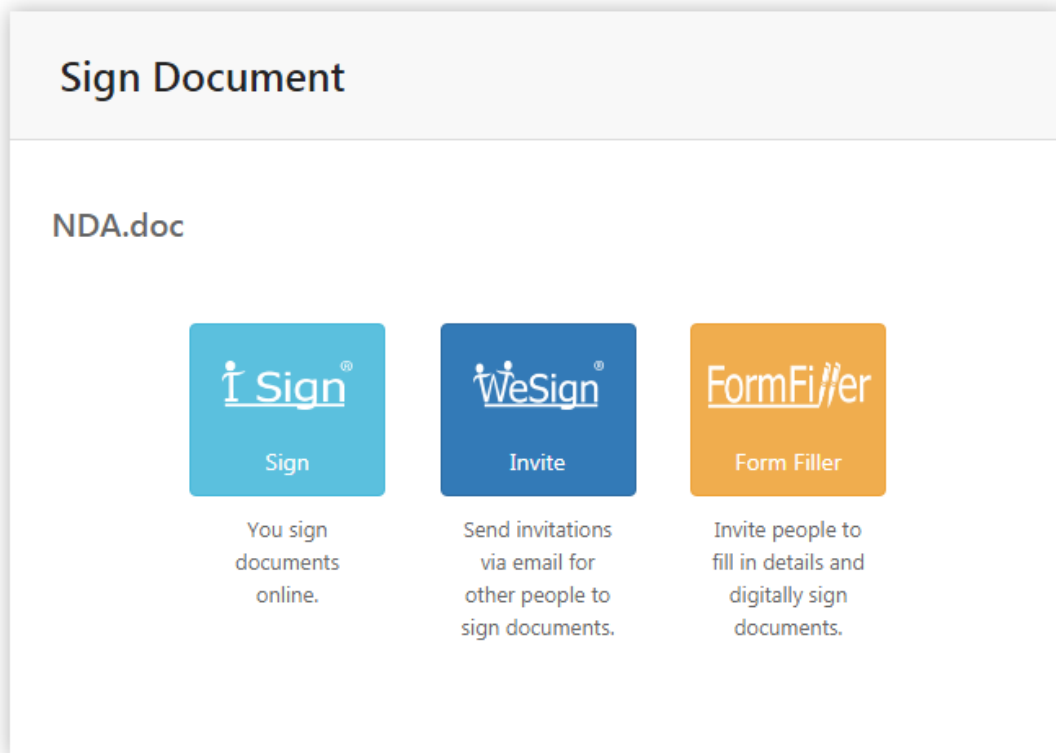 Sign Document
NDA.doc
I Sign®
Sign
You sign
documents
online.
WeSign®
Invite
Send invitations
via email for
other people to
sign documents.
FormFiller
Form Filler
Invite people to
fill in details and
digitally sign
documents.